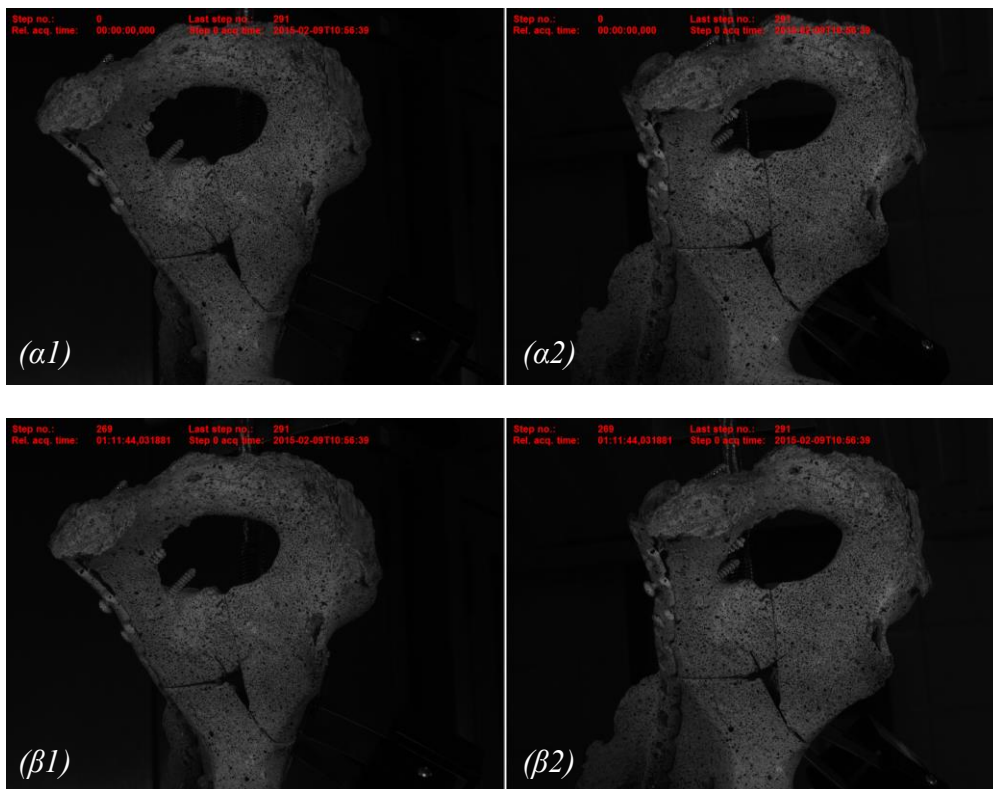 Step no.: 0 Last step no.: 291
Rel. acq. time: 00:00:00,000 Step 0 acq time: 2015-02-09T10:56:39
Step no.: 0 Last step no.: 291
Rel. acq. time: 00:00:00,000 Step 0 acq time: 2015-02-09T10:56:39
(α1)
(α2)
Step no.: 269 Last step no.: 291
Rel. acq. time: 01:11:44,031881 Step 0 acq time: 2015-02-09T10:56:39
Step no.: 269 Last step no.: 291
Rel. acq. time: 01:11:44,031881 Step 0 acq time: 2015-02-09T10:56:39
(β1)
(β2)